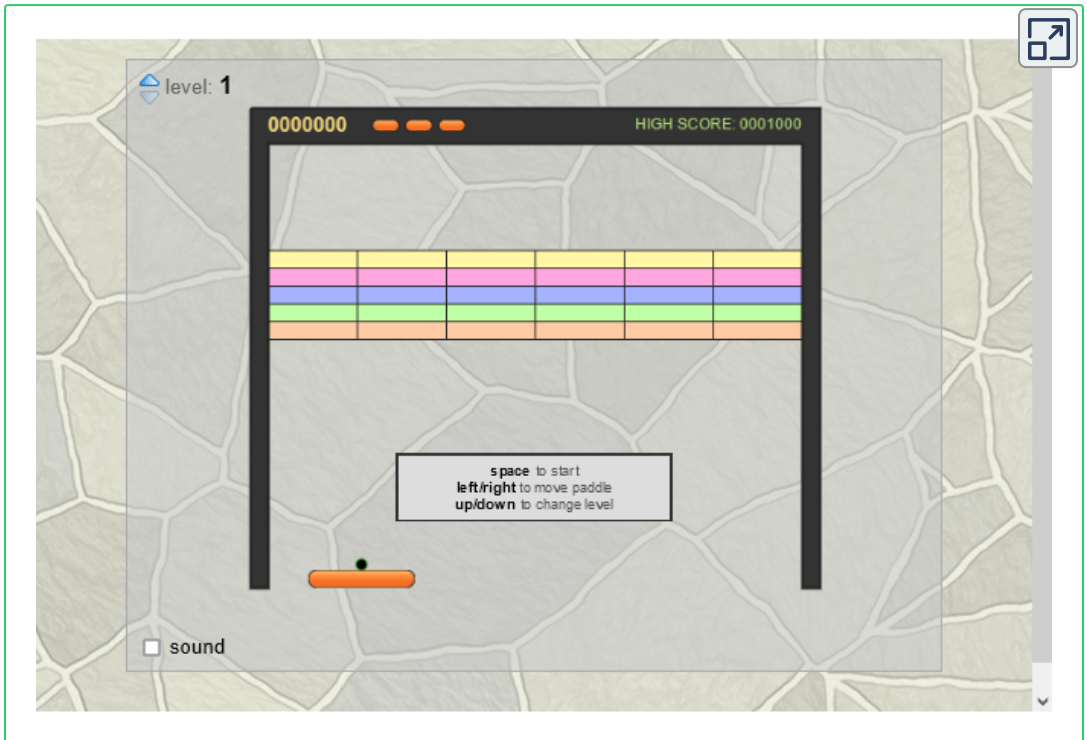 level: 1
0000000 HIGH SCORE: 0001000
space to start
left/right to move paddle
up/down to change level
sound